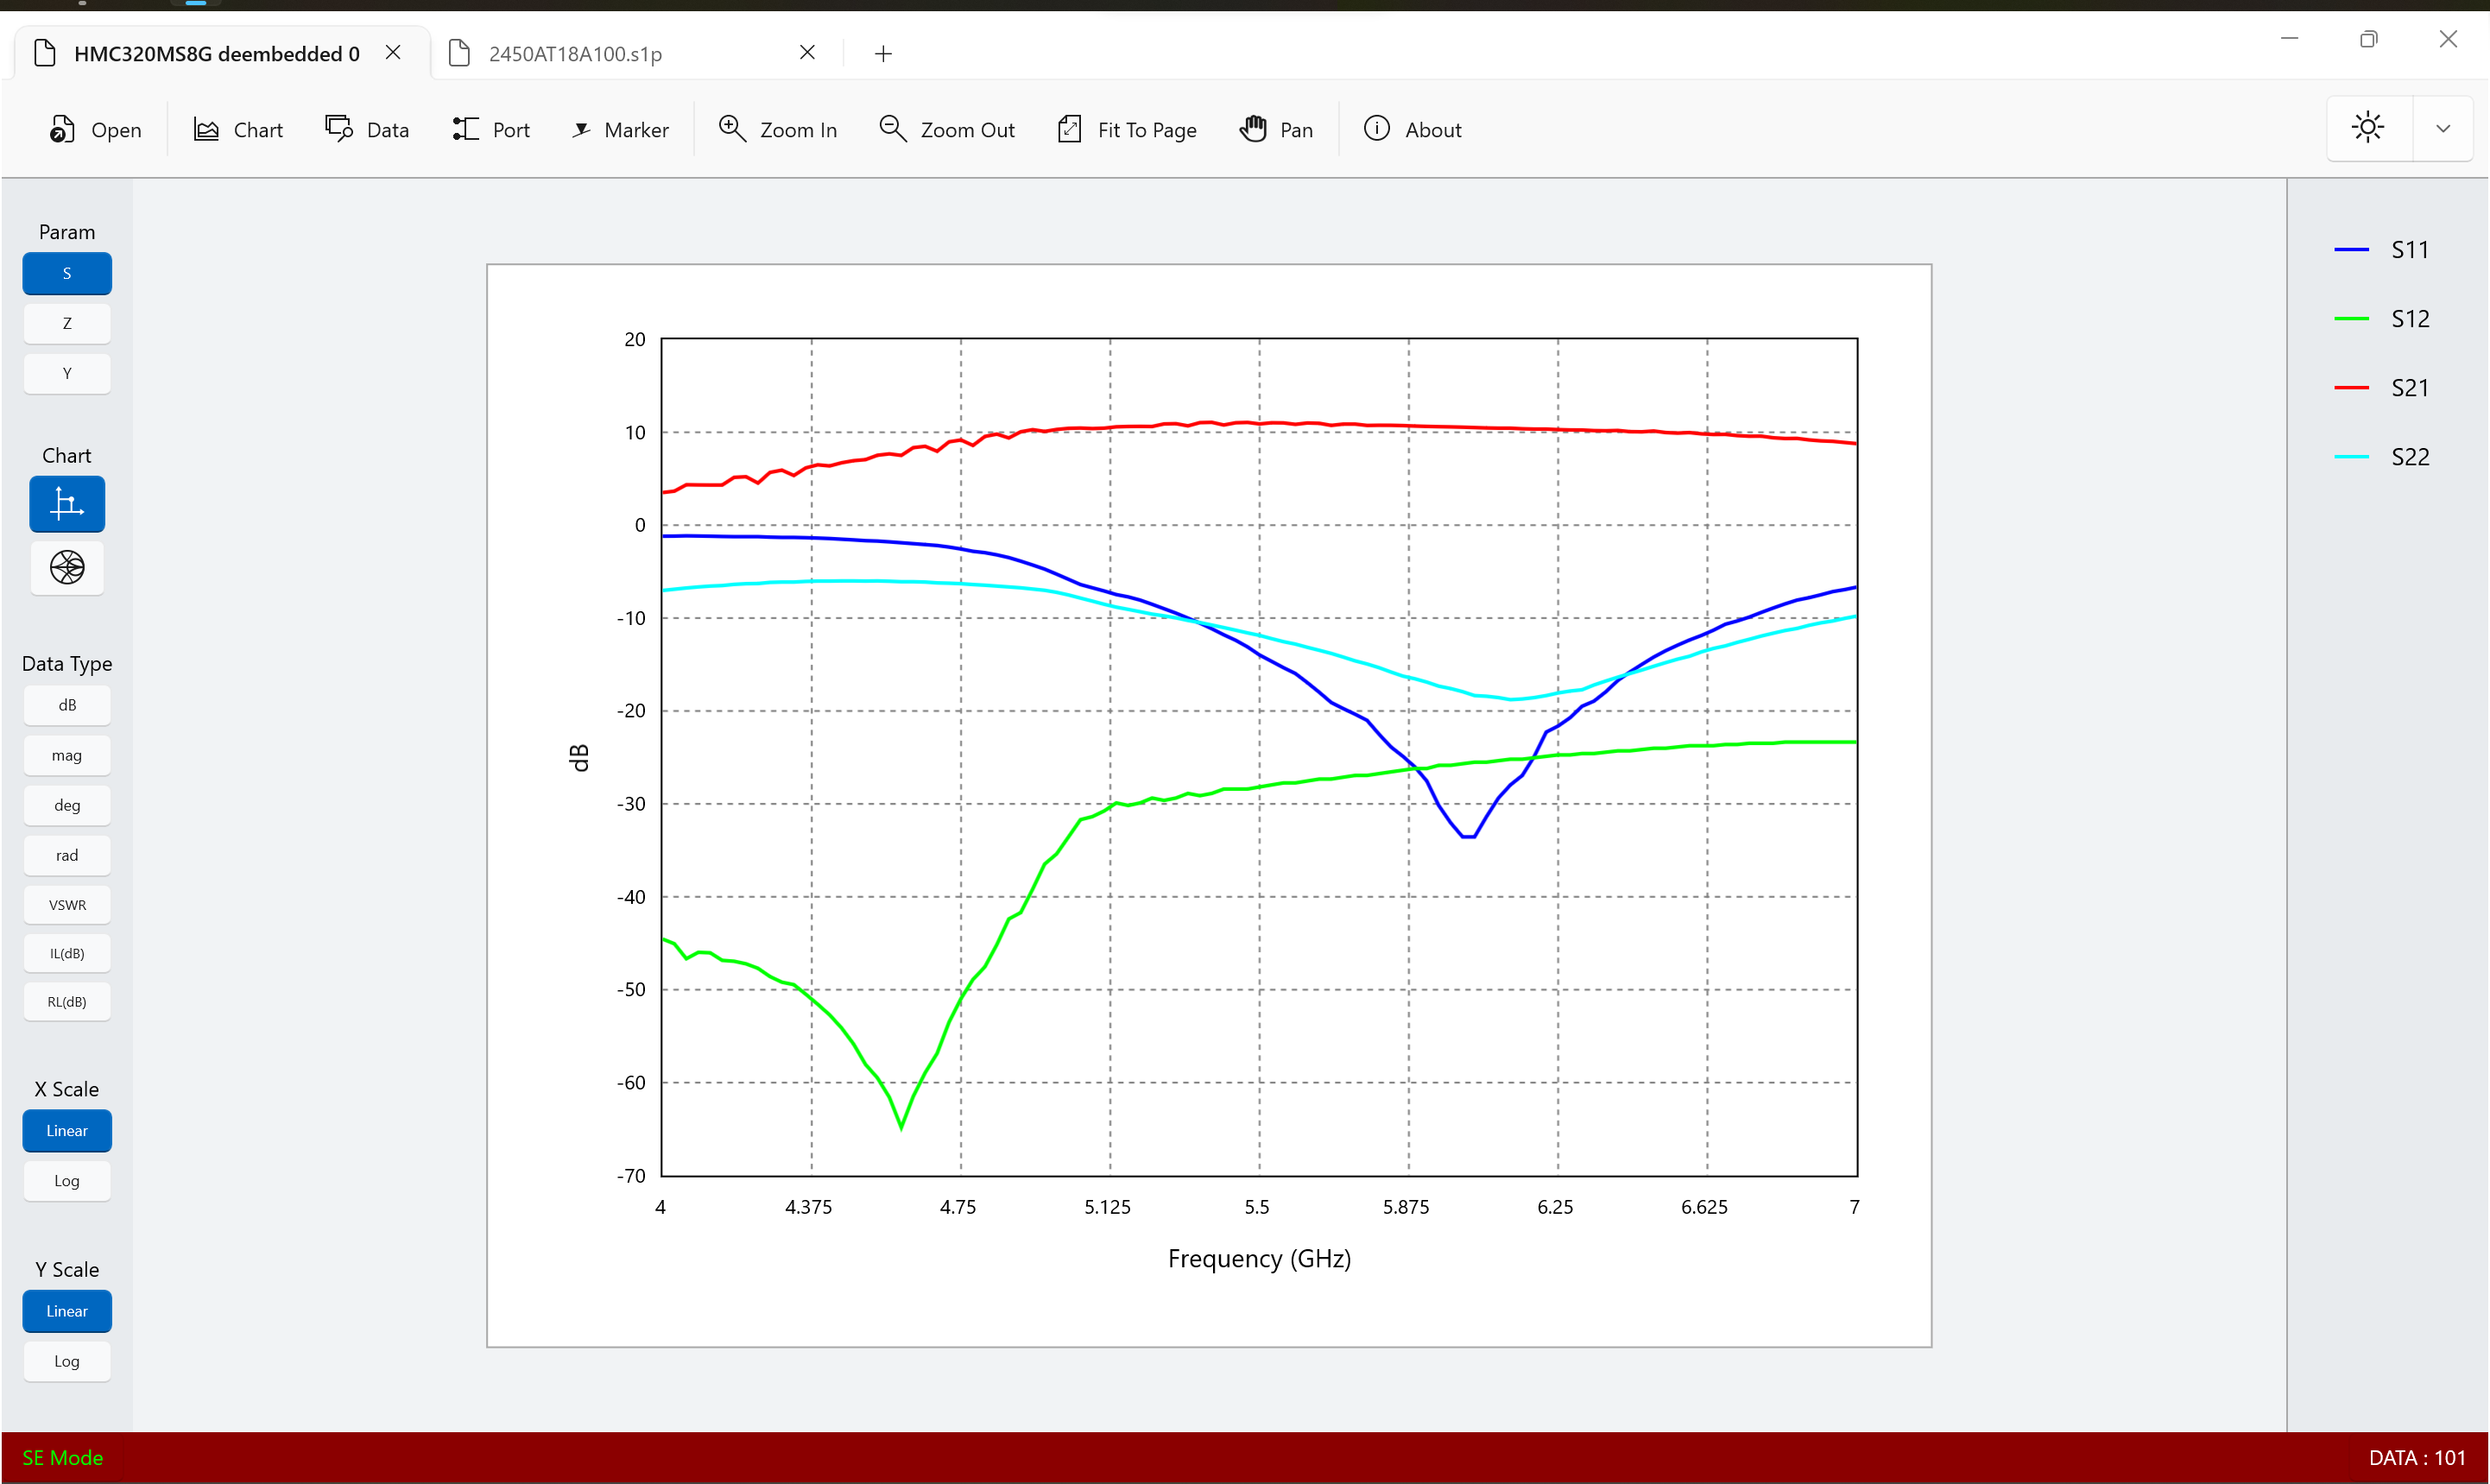 HMC320MS8G deembedded 0
2450AT18A100.s1p
Open
Chart
Data
Port
Marker
Zoom In
Zoom Out
Fit To Page
Pan
About
Param
S
Z
Y
Chart
Data Type
dB
mag
deg
rad
VSWR
IL(dB)
RL(dB)
X Scale
Linear
Log
Y Scale
Linear
Log
20
10
0
-10
-20
-30
-40
-50
-60
-70
dB
4
4.375
4.75
5.125
5.5
5.875
6.25
6.625
7
Frequency (GHz)
S11
S12
S21
S22
SE Mode
DATA : 101